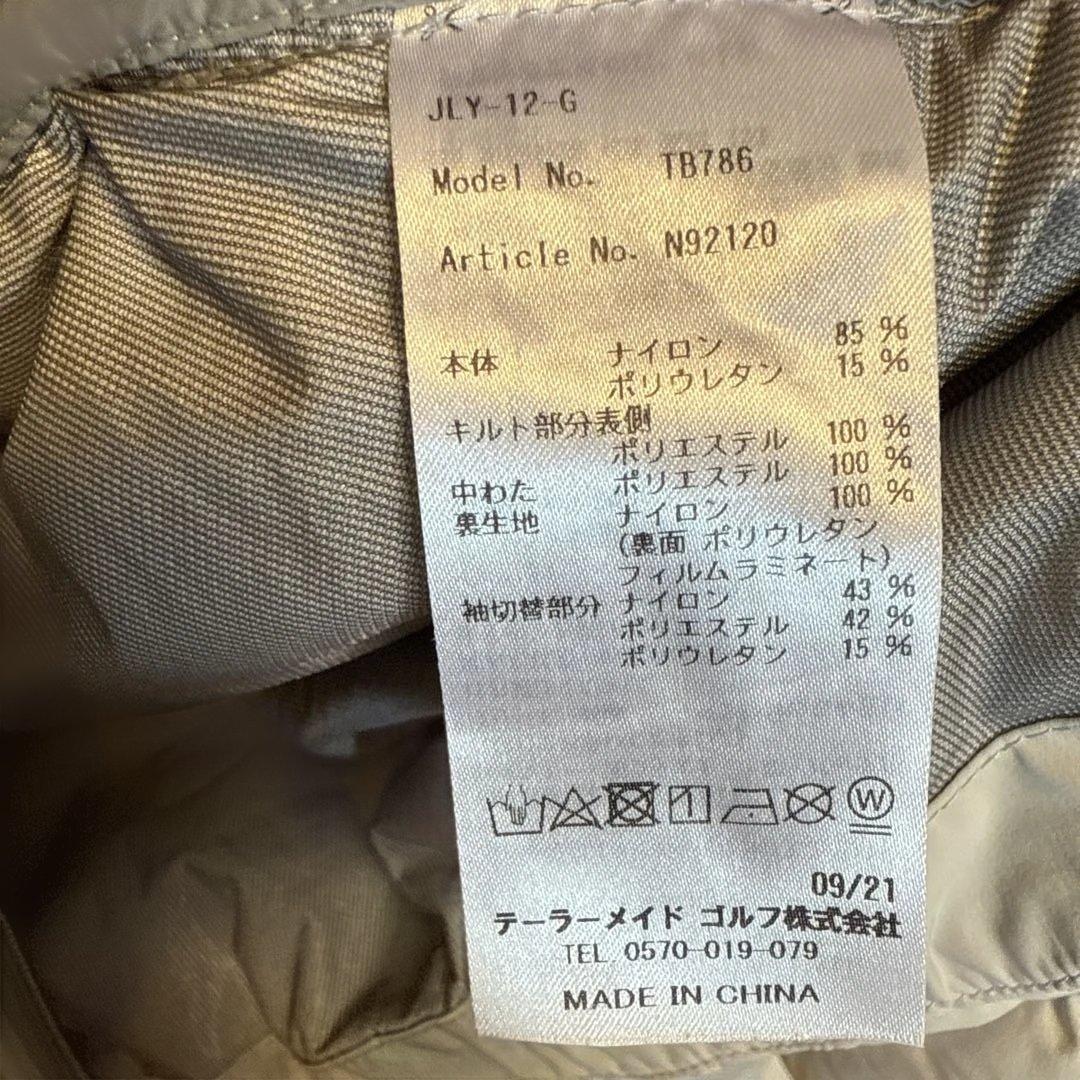 JLY-12-G
Model No. TB786
Article No. N92120
本体 ナイロン 85 %
ポリウレタン 15 %
キルト部分表側
ポリエステル 100 %
中わた ポリエステル 100 %
裏生地 ナイロン 100 %
(裏面 ポリウレタン
フィルムラミネート)
袖切替部分 ナイロン 43 %
ポリエステル 42 %
ポリウレタン 15 %
W
09/21
テーラーメイド ゴルフ株式会社
TEL 0570-019-079
MADE IN CHINA